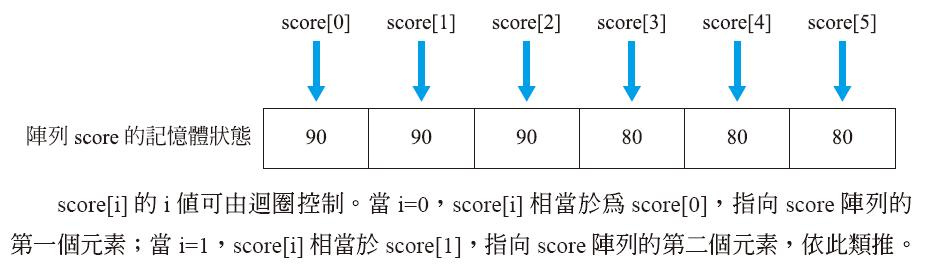 score[0] score[1] score[2] score[3] score[4] score[5]
陣列 score 的記憶體狀態 90 90 90 80 80 80
score[i] 的 i 值可由迴圈控制。當 i=0,score[i] 相當於爲 score[0],指向 score 陣列的
第一個元素;當 i=1,score[i] 相當於 score[1],指向 score 陣列的第二個元素,依此類推。